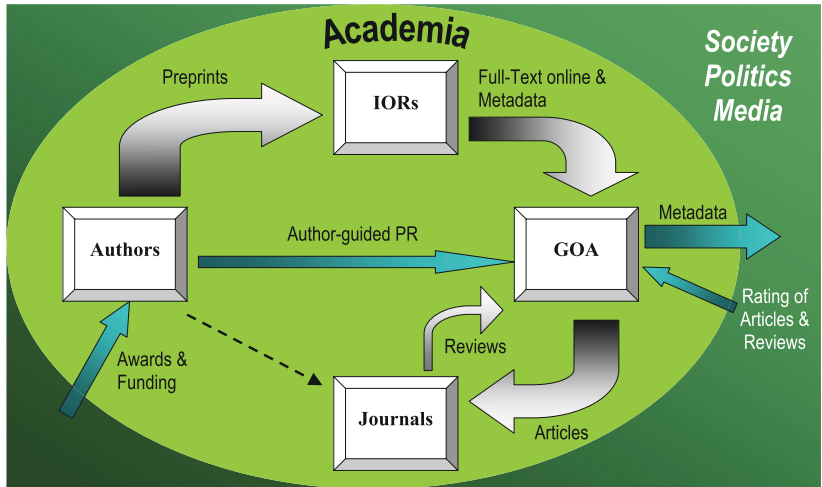 Academia
Society
Politics
Media
Preprints
IORs
Full-Text online &
Metadata
Authors
Author-guided PR
GOA
Metadata
Rating of
Articles &
Reviews
Awards &
Funding
Reviews
Journals
Articles